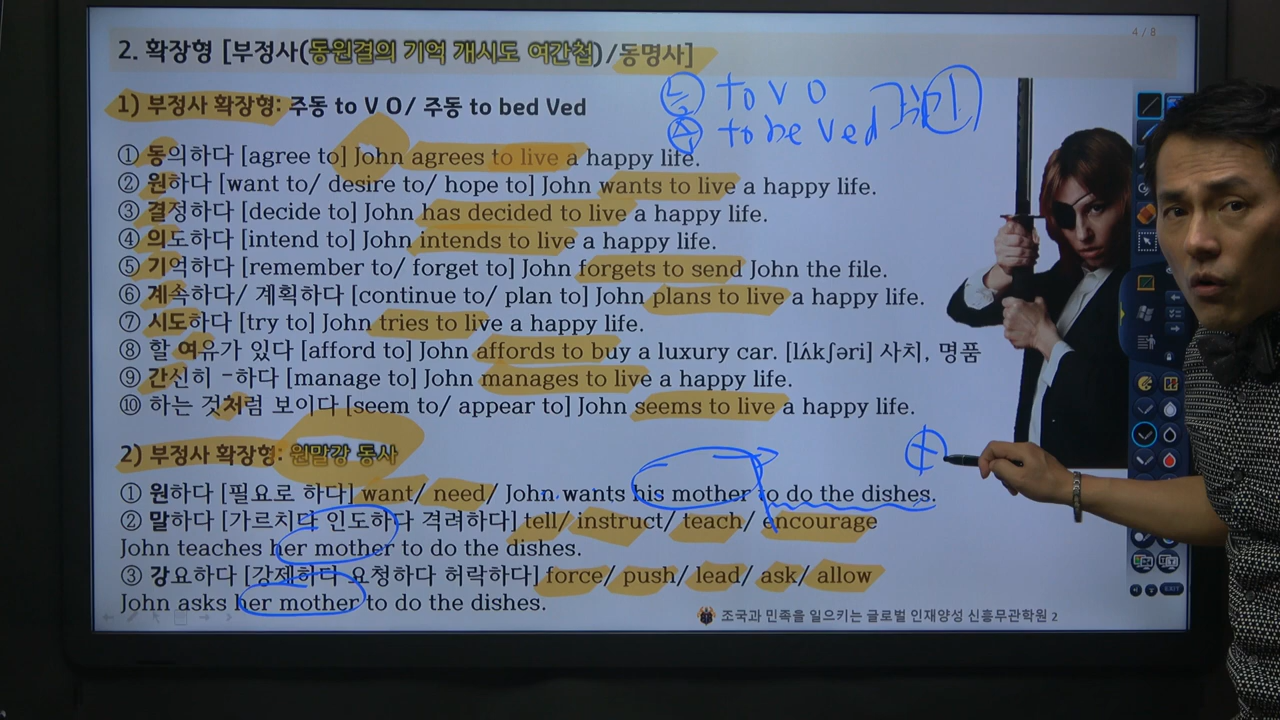 4 / 8
2. 확장형 [부정사(동원결의 기억 개시도 여간첩)/동명사]
to V O
to be Ved
1) 부정사 확장형: 주동 to V O/ 주동 to bed Ved
① 동의하다 [agree to] John agrees to live a happy life.
② 원하다 [want to/ desire to/ hope to] John wants to live a happy life.
③ 결정하다 [decide to] John has decided to live a happy life.
④ 의도하다 [intend to] John intends to live a happy life.
⑤ 기억하다 [remember to/ forget to] John forgets to send John the file.
⑥ 계속하다/ 계획하다 [continue to/ plan to] John plans to live a happy life.
⑦ 시도하다 [try to] John tries to live a happy life.
⑧ 할 여유가 있다 [afford to] John affords to buy a luxury car. [lʌ́kʃəri] 사치, 명품
⑨ 간신히 -하다 [manage to] John manages to live a happy life.
⑩ 하는 것처럼 보이다 [seem to/ appear to] John seems to live a happy life.
2) 부정사 확장형: 원말강 동사
① 원하다 [필요로 하다] want/ need/ John wants his mother to do the dishes.
② 말하다 [가르치다 인도하다 격려하다] tell/ instruct/ teach/ encourage
John teaches her mother to do the dishes.
③ 강요하다 [강제하다 요청하다 허락하다] force/ push/ lead/ ask/ allow
John asks her mother to do the dishes.
조국과 민족을 일으키는 글로벌 인재양성 신흥무관학원 2
EXIT